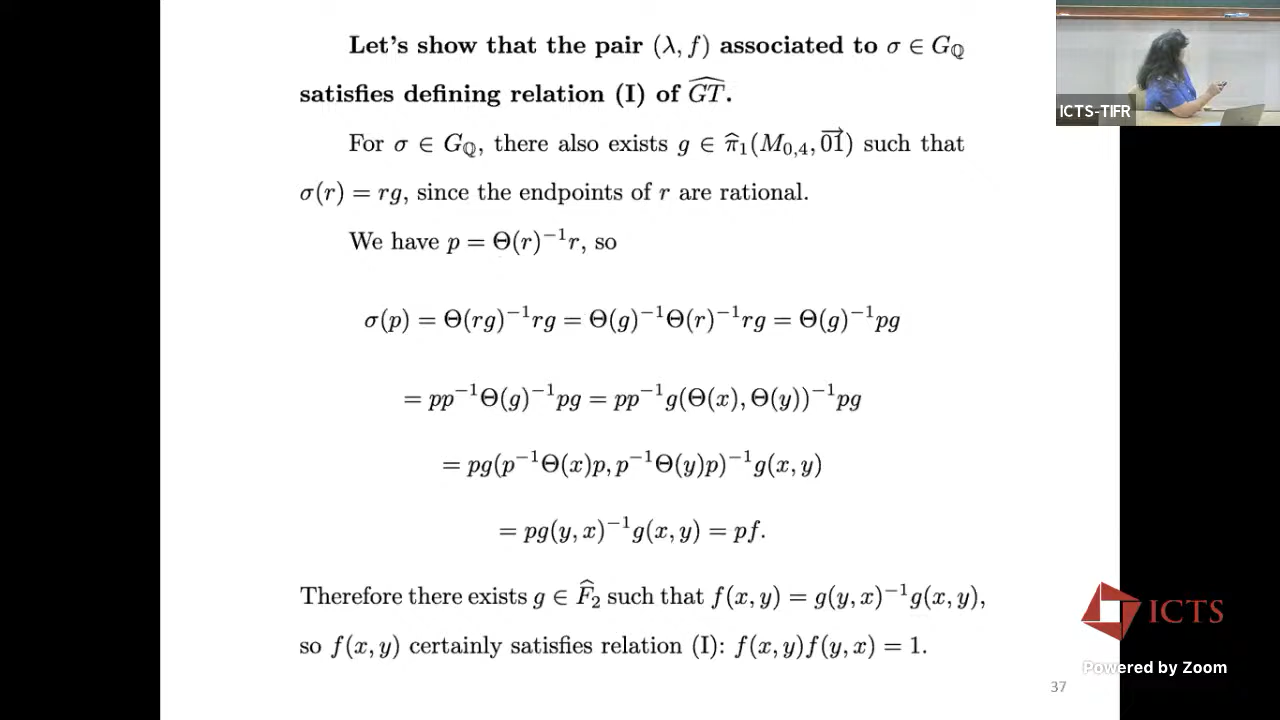 Let's show that the pair (λ, f) associated to σ ∈ G_ℚ
satisfies defining relation (I) of \widehat{GT}.
For σ ∈ G_ℚ, there also exists g ∈ \hat{π}_1(M_{0,4}, \overrightarrow{01}) such that
σ(r) = rg, since the endpoints of r are rational.
We have p = Θ(r)^{-1}r, so
σ(p) = Θ(rg)^{-1}rg = Θ(g)^{-1}Θ(r)^{-1}rg = Θ(g)^{-1}pg
= pp^{-1}Θ(g)^{-1}pg = pp^{-1}g(Θ(x), Θ(y))^{-1}pg
= pg(p^{-1}Θ(x)p, p^{-1}Θ(y)p)^{-1}g(x, y)
= pg(y, x)^{-1}g(x, y) = pf.
Therefore there exists g ∈ \hat{F}_2 such that f(x, y) = g(y, x)^{-1}g(x, y),
so f(x, y) certainly satisfies relation (I): f(x, y)f(y, x) = 1.
37
ICTS-TIFR
ICTS
Powered by Zoom